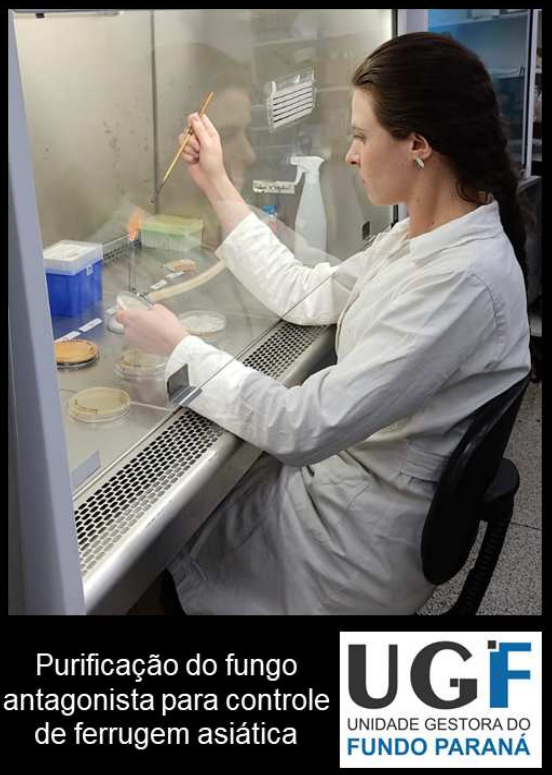 Purificação do fungo
antagonista para controle
de ferrugem asiática
UGF
UNIDADE GESTORA DO
FUNDO PARANÁ